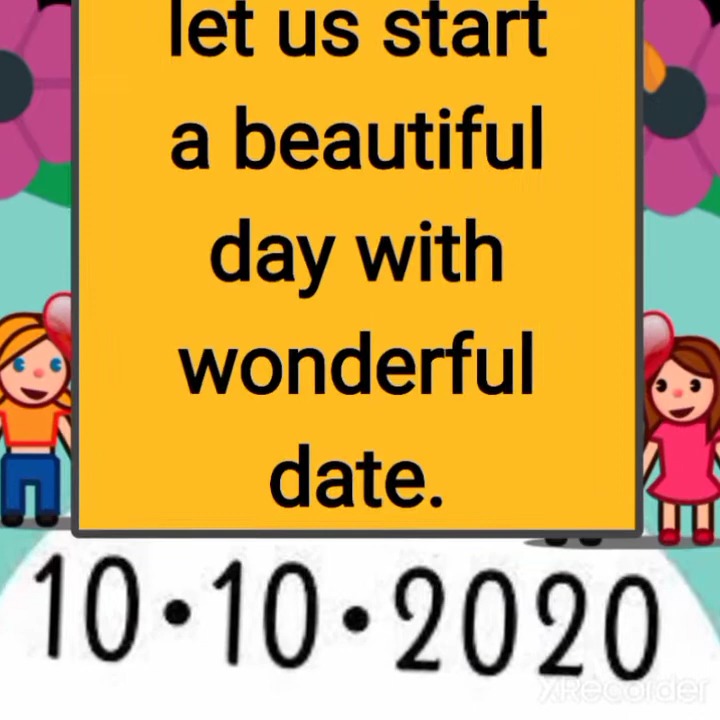 let us start
a beautiful
day with
wonderful
date.
10•10•2020
XRecorder